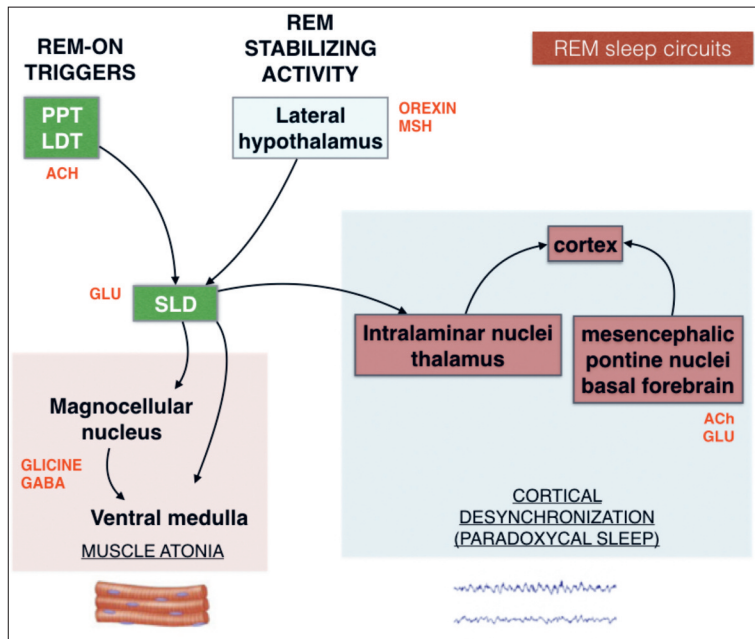 REM-ON
TRIGGERS
REM
STABILIZING
ACTIVITY
REM sleep circuits
PPT
LDT
ACH
Lateral
hypothalamus
OREXIN
MSH
GLU
SLD
cortex
Intralaminar nuclei
thalamus
mesencephalic
pontine nuclei
basal forebrain
ACh
GLU
Magnocellular
nucleus
GLICINE
GABA
Ventral medulla
MUSCLE ATONIA
CORTICAL
DESYNCHRONIZATION
(PARADOXYCAL SLEEP)